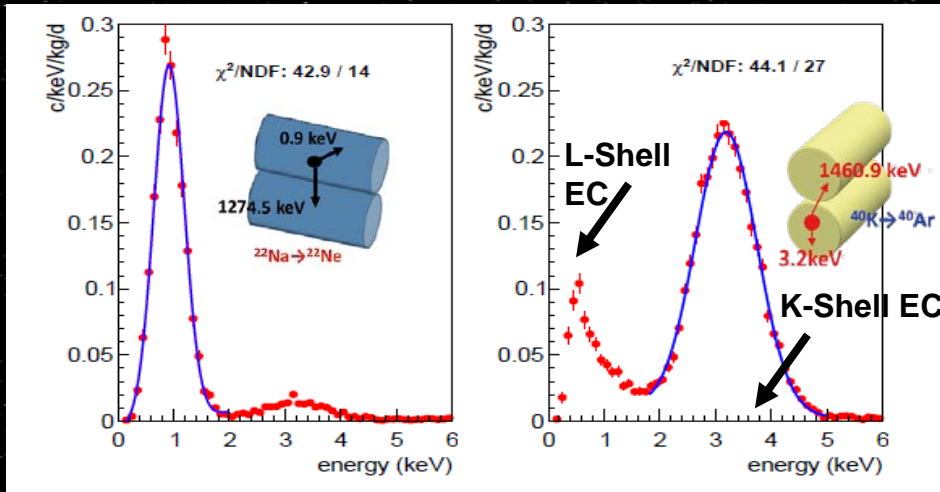 0.3
0.25
0.2
0.15
0.1
0.05
0
c/keV/kg/d
χ²/NDF: 42.9 / 14
0.9 keV
1274.5 keV
²²Na→²²Ne
0 1 2 3 4 5 6
energy (keV)
0.3
0.25
0.2
0.15
0.1
0.05
0
c/keV/kg/d
χ²/NDF: 44.1 / 27
L-Shell
EC
1460.9 keV
⁴⁰K→⁴⁰Ar
3.2keV
K-Shell EC
0 1 2 3 4 5 6
energy (keV)